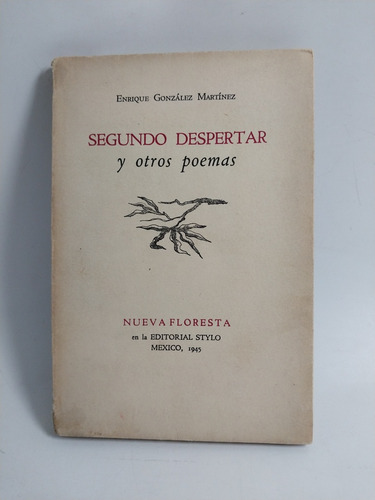 ENRIQUE GONZÁLEZ MARTÍNEZ
SEGUNDO DESPERTAR
y otros poemas
NUEVA FLORESTA
en la EDITORIAL STYLO
MEXICO, 1945